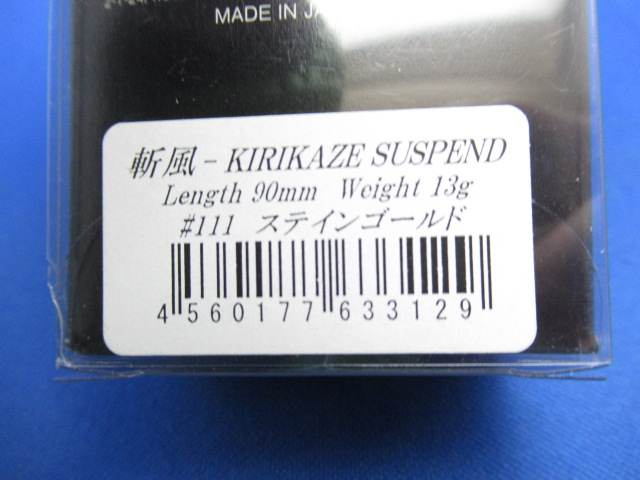 MADE IN JA
斬風 – KIRIKAZE SUSPEND
Length 90mm Weight 13g
#111 ステインゴールド
4 560177 633129